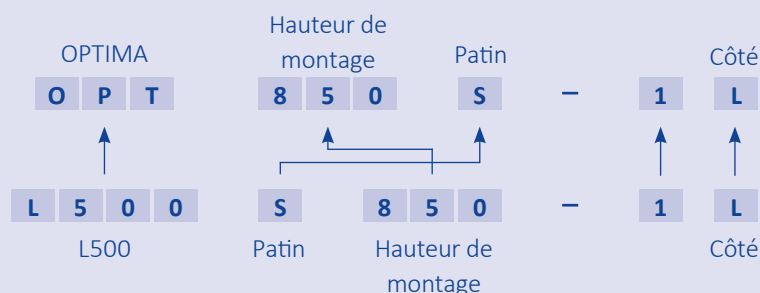 Hauteur de
OPTIMA montage Patin Côté
O P T 8 5 0 S – 1 L
L 5 0 0 S 8 5 0 – 1 L
L500 Patin Hauteur de Côté
montage